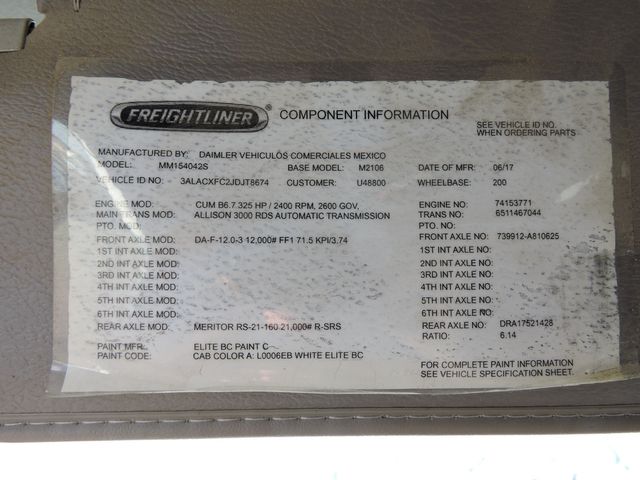 FREIGHTLINER ® COMPONENT INFORMATION
SEE VEHICLE ID NO.
WHEN ORDERING PARTS
MANUFACTURED BY: DAIMLER VEHICULOS COMERCIALES MEXICO
MODEL: MM154042S BASE MODEL: M2106 DATE OF MFR: 06/17
VEHICLE ID NO: 3ALACXFC2JDJT8674 CUSTOMER: U48800 WHEELBASE: 200
ENGINE MOD: CUM B6.7.325 HP / 2400 RPM, 2600 GOV, ENGINE NO: 74153771
MAIN TRANS MOD: ALLISON 3000 RDS AUTOMATIC TRANSMISSION TRANS NO: 6511467044
PTO. MOD: PTO. NO:
FRONT AXLE MOD: DA-F-12.0-3 12,000# FF1 71.5 KPI/3.74 FRONT AXLE NO: 739912-A810625
1ST INT AXLE MOD: 1ST INT AXLE NO:
2ND INT AXLE MOD: 2ND INT AXLE NO:
3RD INT AXLE MOD: 3RD INT AXLE NO:
4TH INT AXLE MOD: 4TH INT AXLE NO:
5TH INT AXLE MOD: 5TH INT AXLE NO:
6TH INT AXLE MOD: 6TH INT AXLE NO:
REAR AXLE MOD: MERITOR RS-21-160 21,000# R-SRS REAR AXLE NO: DRA17521428
RATIO: 6.14
PAINT MFR: ELITE BC PAINT C
PAINT CODE: CAB COLOR A: L0006EB WHITE ELITE BC
FOR COMPLETE PAINT INFORMATION
SEE VEHICLE SPECIFICATION SHEET.